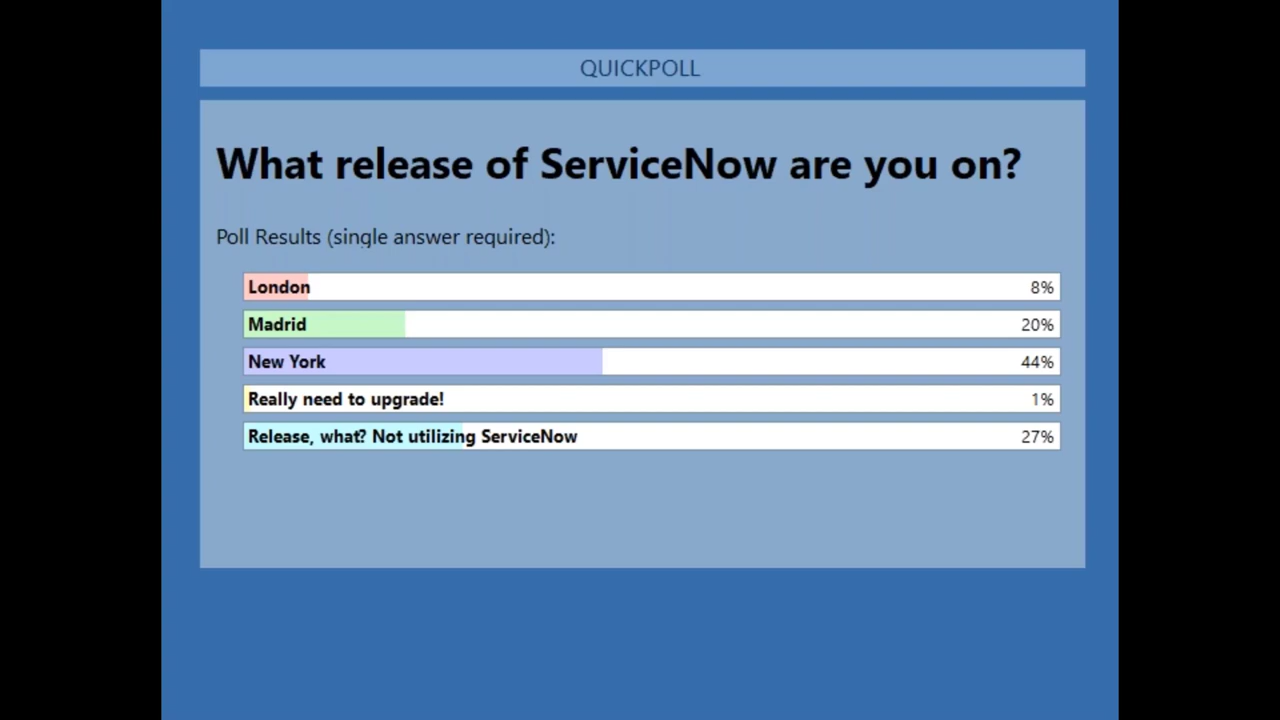 QUICKPOLL
What release of ServiceNow are you on?
Poll Results (single answer required):
London 8%
Madrid 20%
New York 44%
Really need to upgrade! 1%
Release, what? Not utilizing ServiceNow 27%